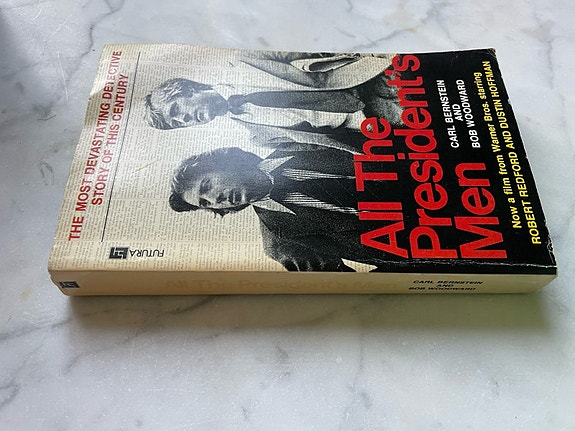 THE MOST DEVASTATING DETECTIVE
STORY OF THIS CENTURY
FUTURA
All The
President's
Men
CARL BERNSTEIN
AND
BOB WOODWARD
Now a film from Warner Bros. starring
ROBERT REDFORD AND DUSTIN HOFFMAN
CARL BERNSTEIN
AND
BOB WOODWARD